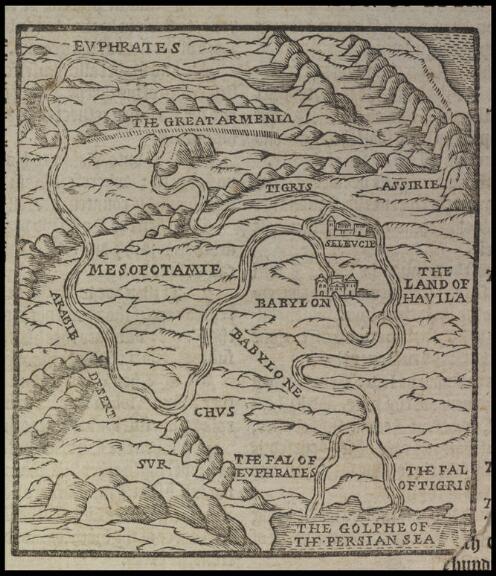 EVPHRATES
THE GREAT ARMENIA
TIGRIS
ASSIRIE
SELEVCIE
MESOPOTAMIE
THE
LAND OF
HAVILA
BABYLON
ARABIE
BABYLONE
DESERT
CHVS
SVR
THE FAL OF
EVPHRATES
THE FAL
OF TIGRIS
THE GOLPHE OF
THE PERSIAN SEA